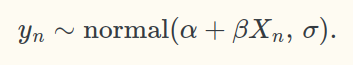 yₙ ∼ normal(α + βXₙ, σ).